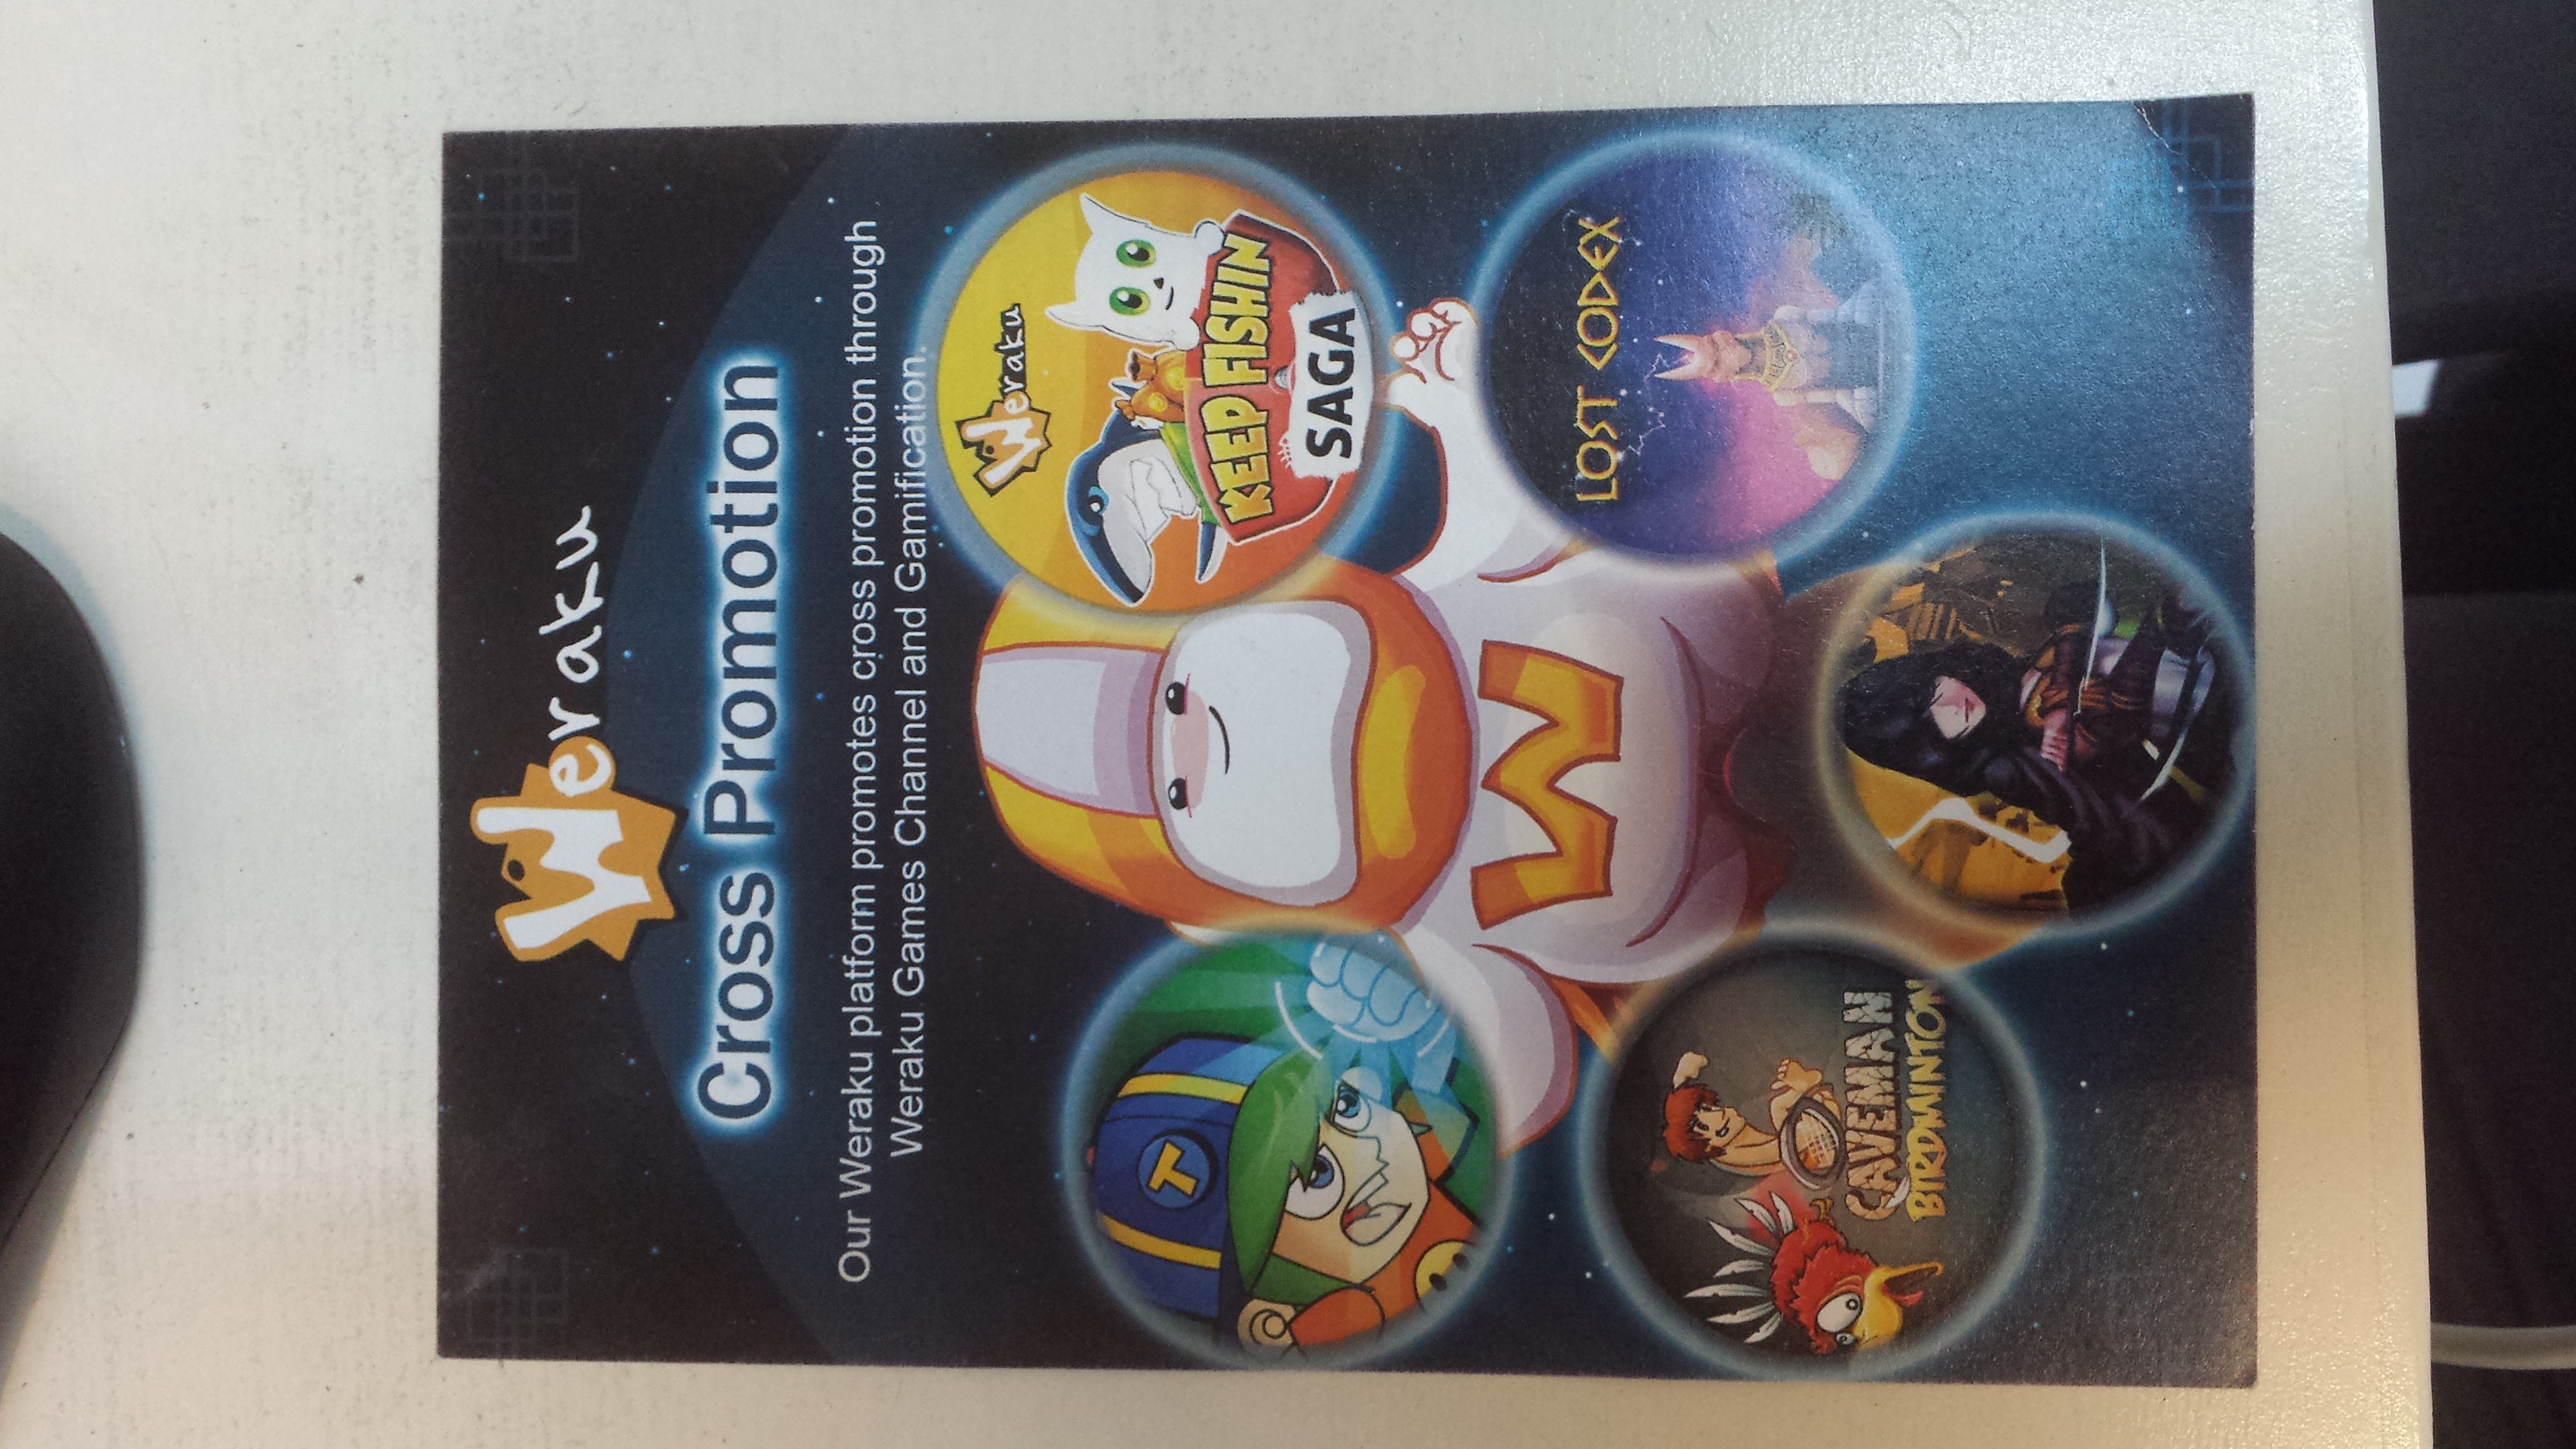 Weraku
Cross Promotion
Our Weraku platform promotes cross promotion through
Weraku Games Channel and Gamification.
T
Weraku
KEEP FISHIN
SAGA
W
CAVEMAN
BIRDMINTON
LOST CODEX